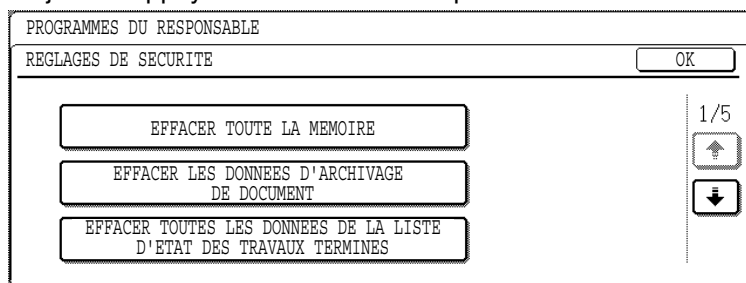 PROGRAMMES DU RESPONSABLE
REGLAGES DE SECURITE
OK
EFFACER TOUTE LA MEMOIRE
1/5
EFFACER LES DONNEES D'ARCHIVAGE
DE DOCUMENT
EFFACER TOUTES LES DONNEES DE LA LISTE
D'ETAT DES TRAVAUX TERMINES